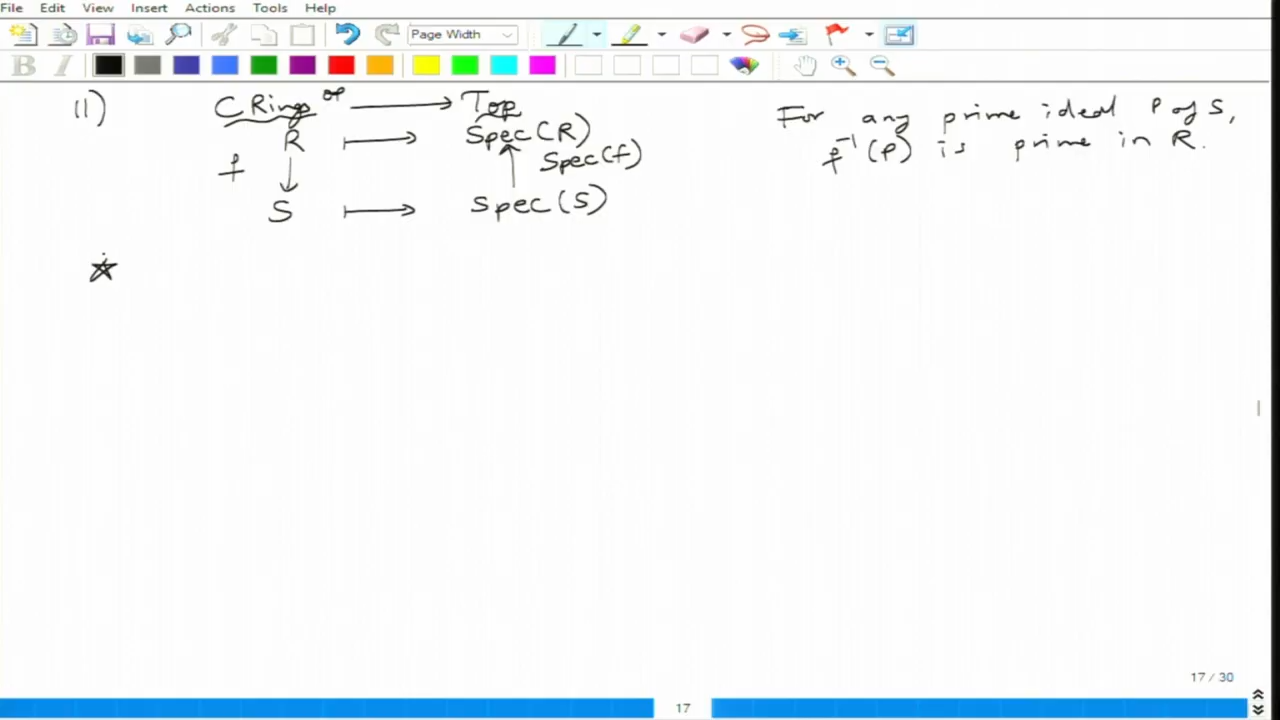 File Edit View Insert Actions Tools Help
Page Width
B I
(1) CRings^op → Top
R ↦ Spec(R)
f ↓ ↑ Spec(f)
S ↦ Spec(S)
For any prime ideal P of S,
f^-1(P) is prime in R.
17 / 30
17